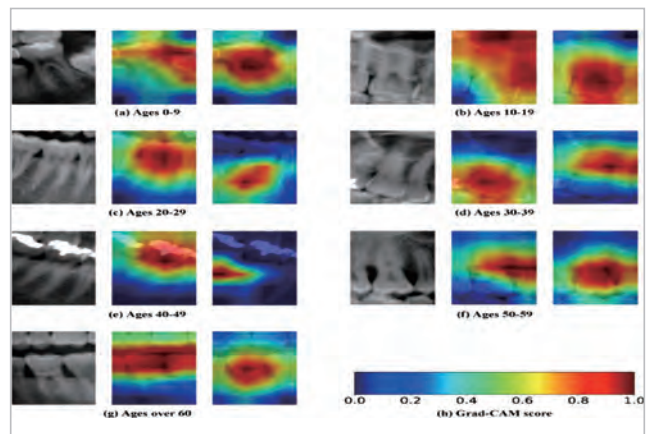 (a) Ages 0-9
(b) Ages 10-19
(c) Ages 20-29
(d) Ages 30-39
(e) Ages 40-49
(f) Ages 50-59
(g) Ages over 60
0.0 0.2 0.4 0.6 0.8 1.0
(h) Grad-CAM score